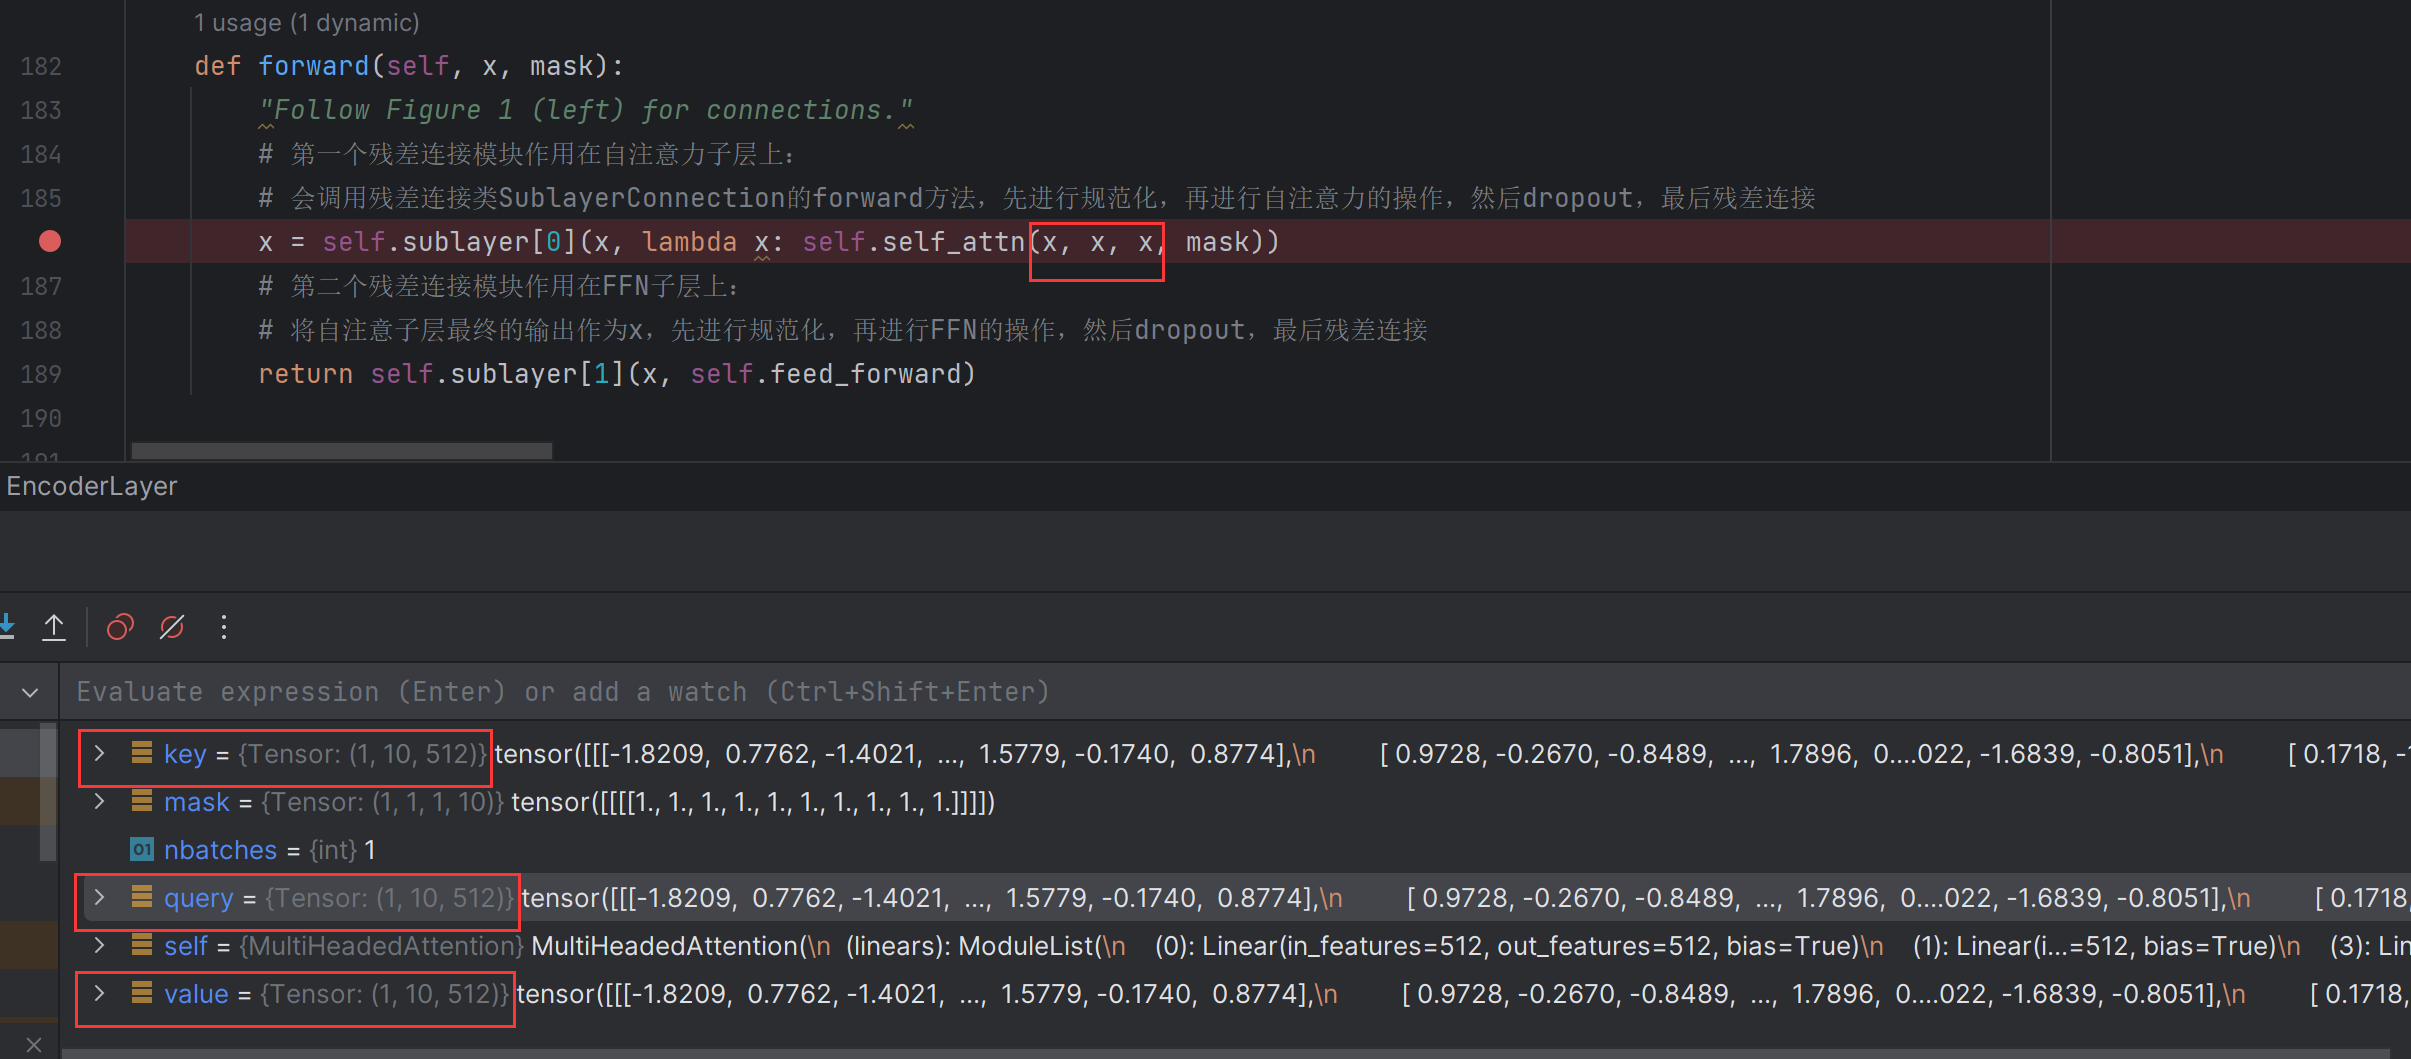 1 usage (1 dynamic)
182 def forward(self, x, mask):
183 "Follow Figure 1 (left) for connections."
184 # 第一个残差连接模块作用在自注意力子层上：
185 # 会调用残差连接类SublayerConnection的forward方法，先进行规范化，再进行自注意力的操作，然后dropout，最后残差连接
x = self.sublayer[0](x, lambda x: self.self_attn(x, x, x, mask))
187 # 第二个残差连接模块作用在FFN子层上：
188 # 将自注意子层最终的输出作为x，先进行规范化，再进行FFN的操作，然后dropout，最后残差连接
189 return self.sublayer[1](x, self.feed_forward)
190
191
EncoderLayer
Evaluate expression (Enter) or add a watch (Ctrl+Shift+Enter)
key = {Tensor: (1, 10, 512)} tensor([[[-1.8209, 0.7762, -1.4021, ..., 1.5779, -0.1740, 0.8774],\n [ 0.9728, -0.2670, -0.8489, ..., 1.7896, 0....022, -1.6839, -0.8051],\n [ 0.1718, -1
mask = {Tensor: (1, 1, 1, 10)} tensor([[[[1., 1., 1., 1., 1., 1., 1., 1., 1., 1.]]]])
01 nbatches = {int} 1
query = {Tensor: (1, 10, 512)} tensor([[[-1.8209, 0.7762, -1.4021, ..., 1.5779, -0.1740, 0.8774],\n [ 0.9728, -0.2670, -0.8489, ..., 1.7896, 0....022, -1.6839, -0.8051],\n [ 0.1718,
self = {MultiHeadedAttention} MultiHeadedAttention(\n (linears): ModuleList(\n (0): Linear(in_features=512, out_features=512, bias=True)\n (1): Linear(i...=512, bias=True)\n (3): Lin
value = {Tensor: (1, 10, 512)} tensor([[[-1.8209, 0.7762, -1.4021, ..., 1.5779, -0.1740, 0.8774],\n [ 0.9728, -0.2670, -0.8489, ..., 1.7896, 0....022, -1.6839, -0.8051],\n [ 0.1718,